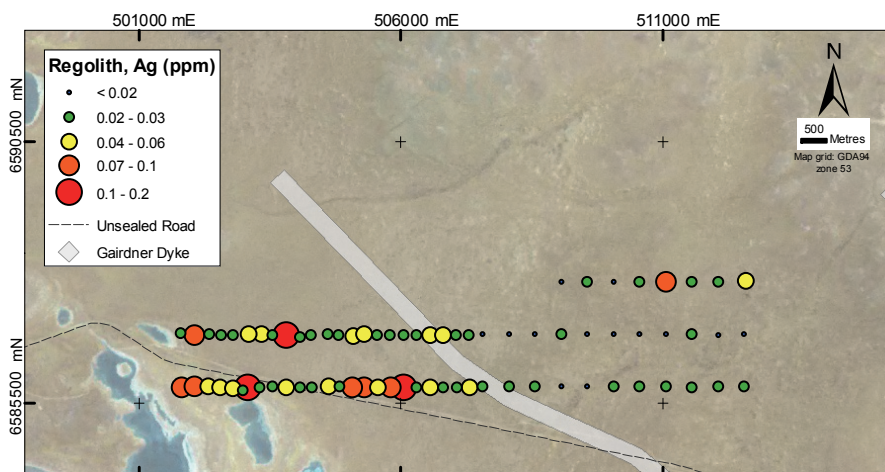 501000 mE 506000 mE 511000 mE
Regolith, Ag (ppm)
< 0.02
0.02 - 0.03
0.04 - 0.06
0.07 - 0.1
0.1 - 0.2
Unsealed Road
Gairdner Dyke
N
500
Metres
Map grid: GDA94
zone 53
6590500 mN
6585500 mN